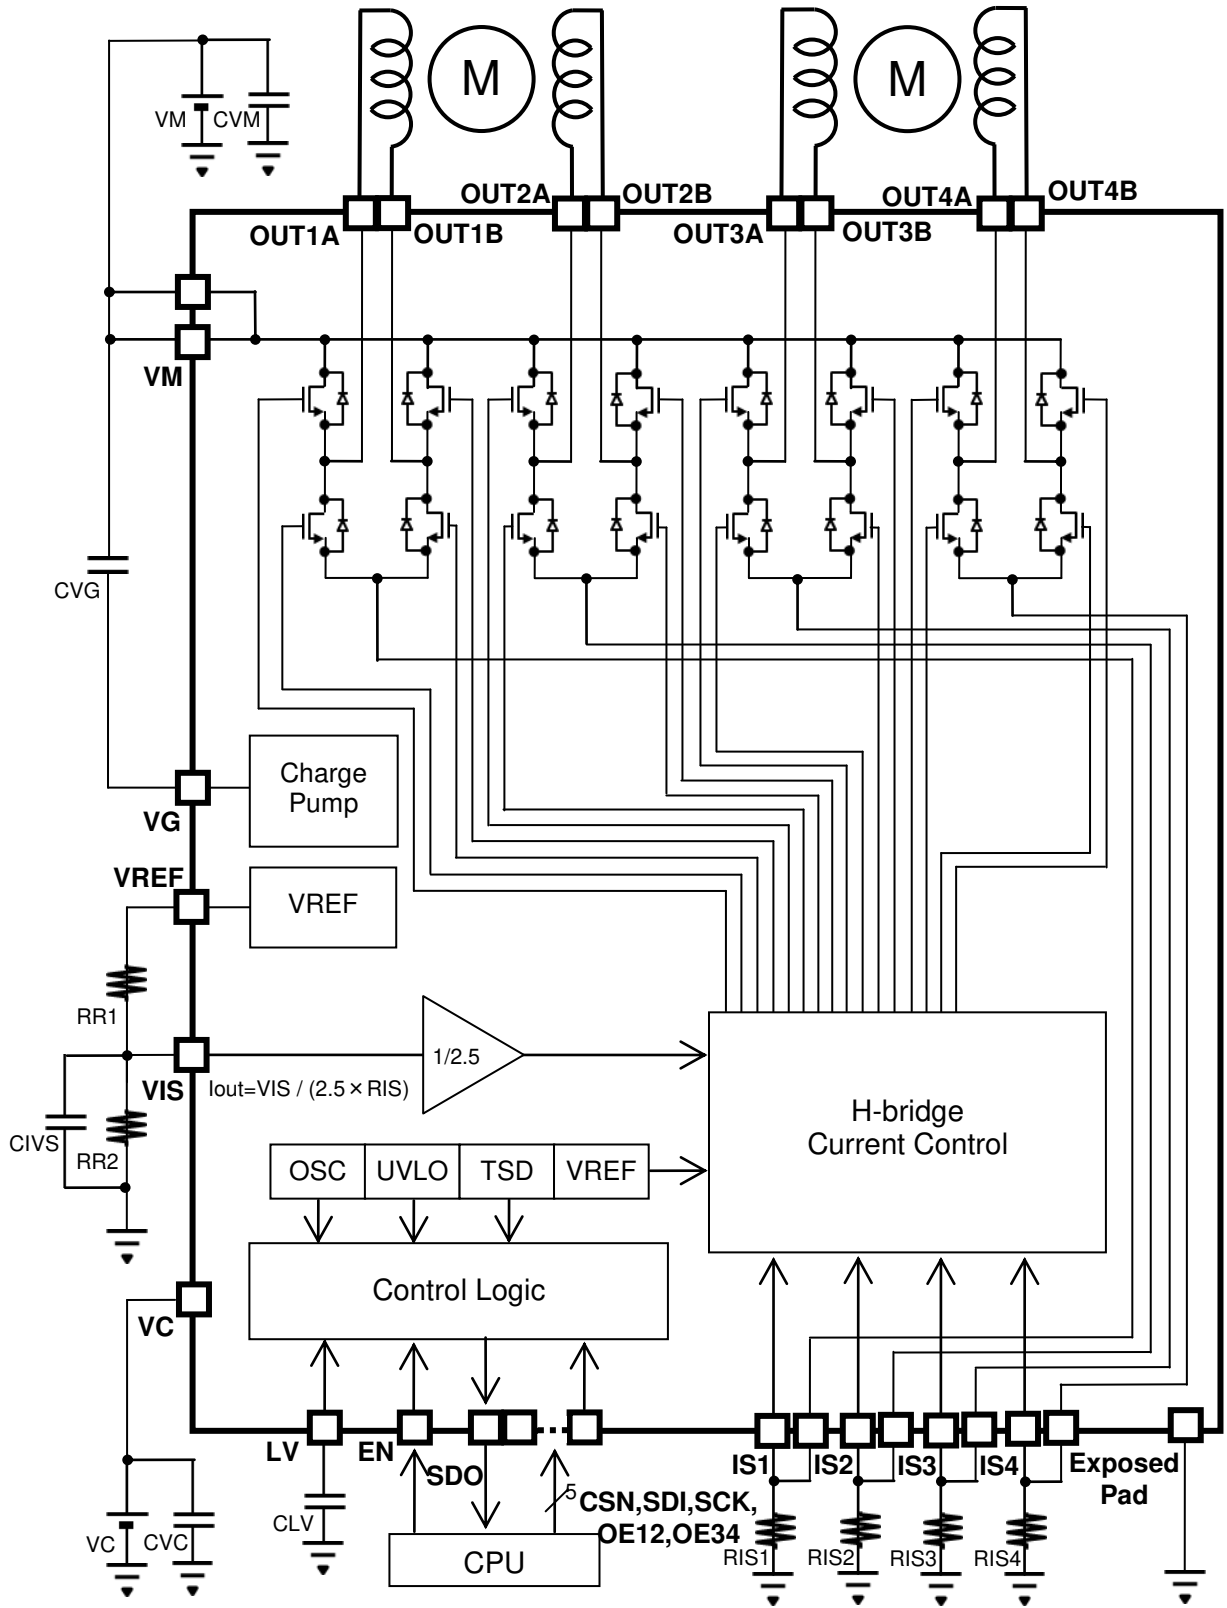 M
M
VM
CVM
OUT2A
OUT2B
OUT4A
OUT4B
OUT1A
OUT1B
OUT3A
OUT3B
VM
CVG
Charge
Pump
VG
VREF
VREF
RR1
1/2.5
VIS
Iout=VIS / (2.5×RIS)
H-bridge
Current Control
CIVS
RR2
OSC
UVLO
TSD
VREF
Control Logic
VC
LV
EN
SDO
IS1
IS2
IS3
IS4
Exposed
Pad
5
CSN,SDI,SCK,
OE12,OE34
CLV
VC
CVC
CPU
RIS1
RIS2
RIS3
RIS4